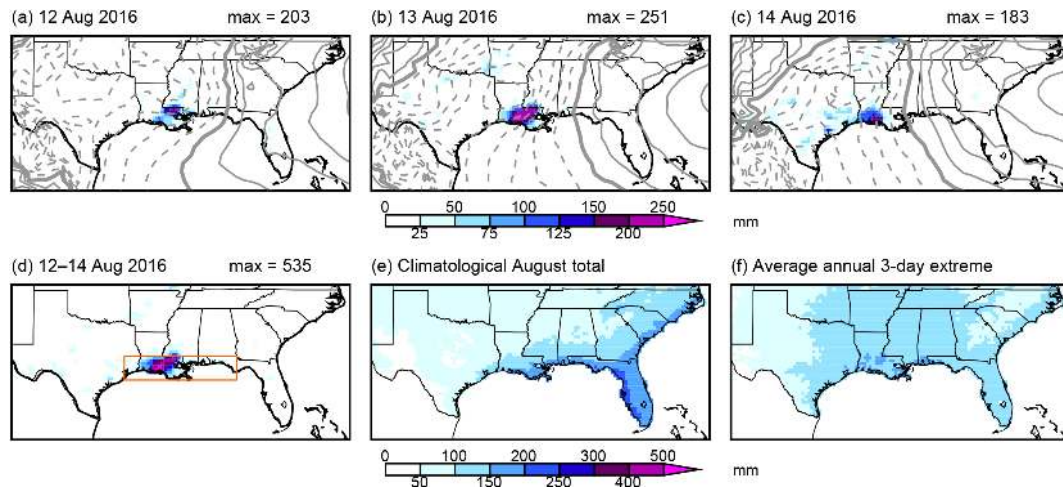 (a) 12 Aug 2016 max = 203
(b) 13 Aug 2016 max = 251
(c) 14 Aug 2016 max = 183
0 50 100 150 250
25 75 125 200
mm
(d) 12–14 Aug 2016 max = 535
(e) Climatological August total
(f) Average annual 3-day extreme
0 100 200 300 500
50 150 250 400
mm